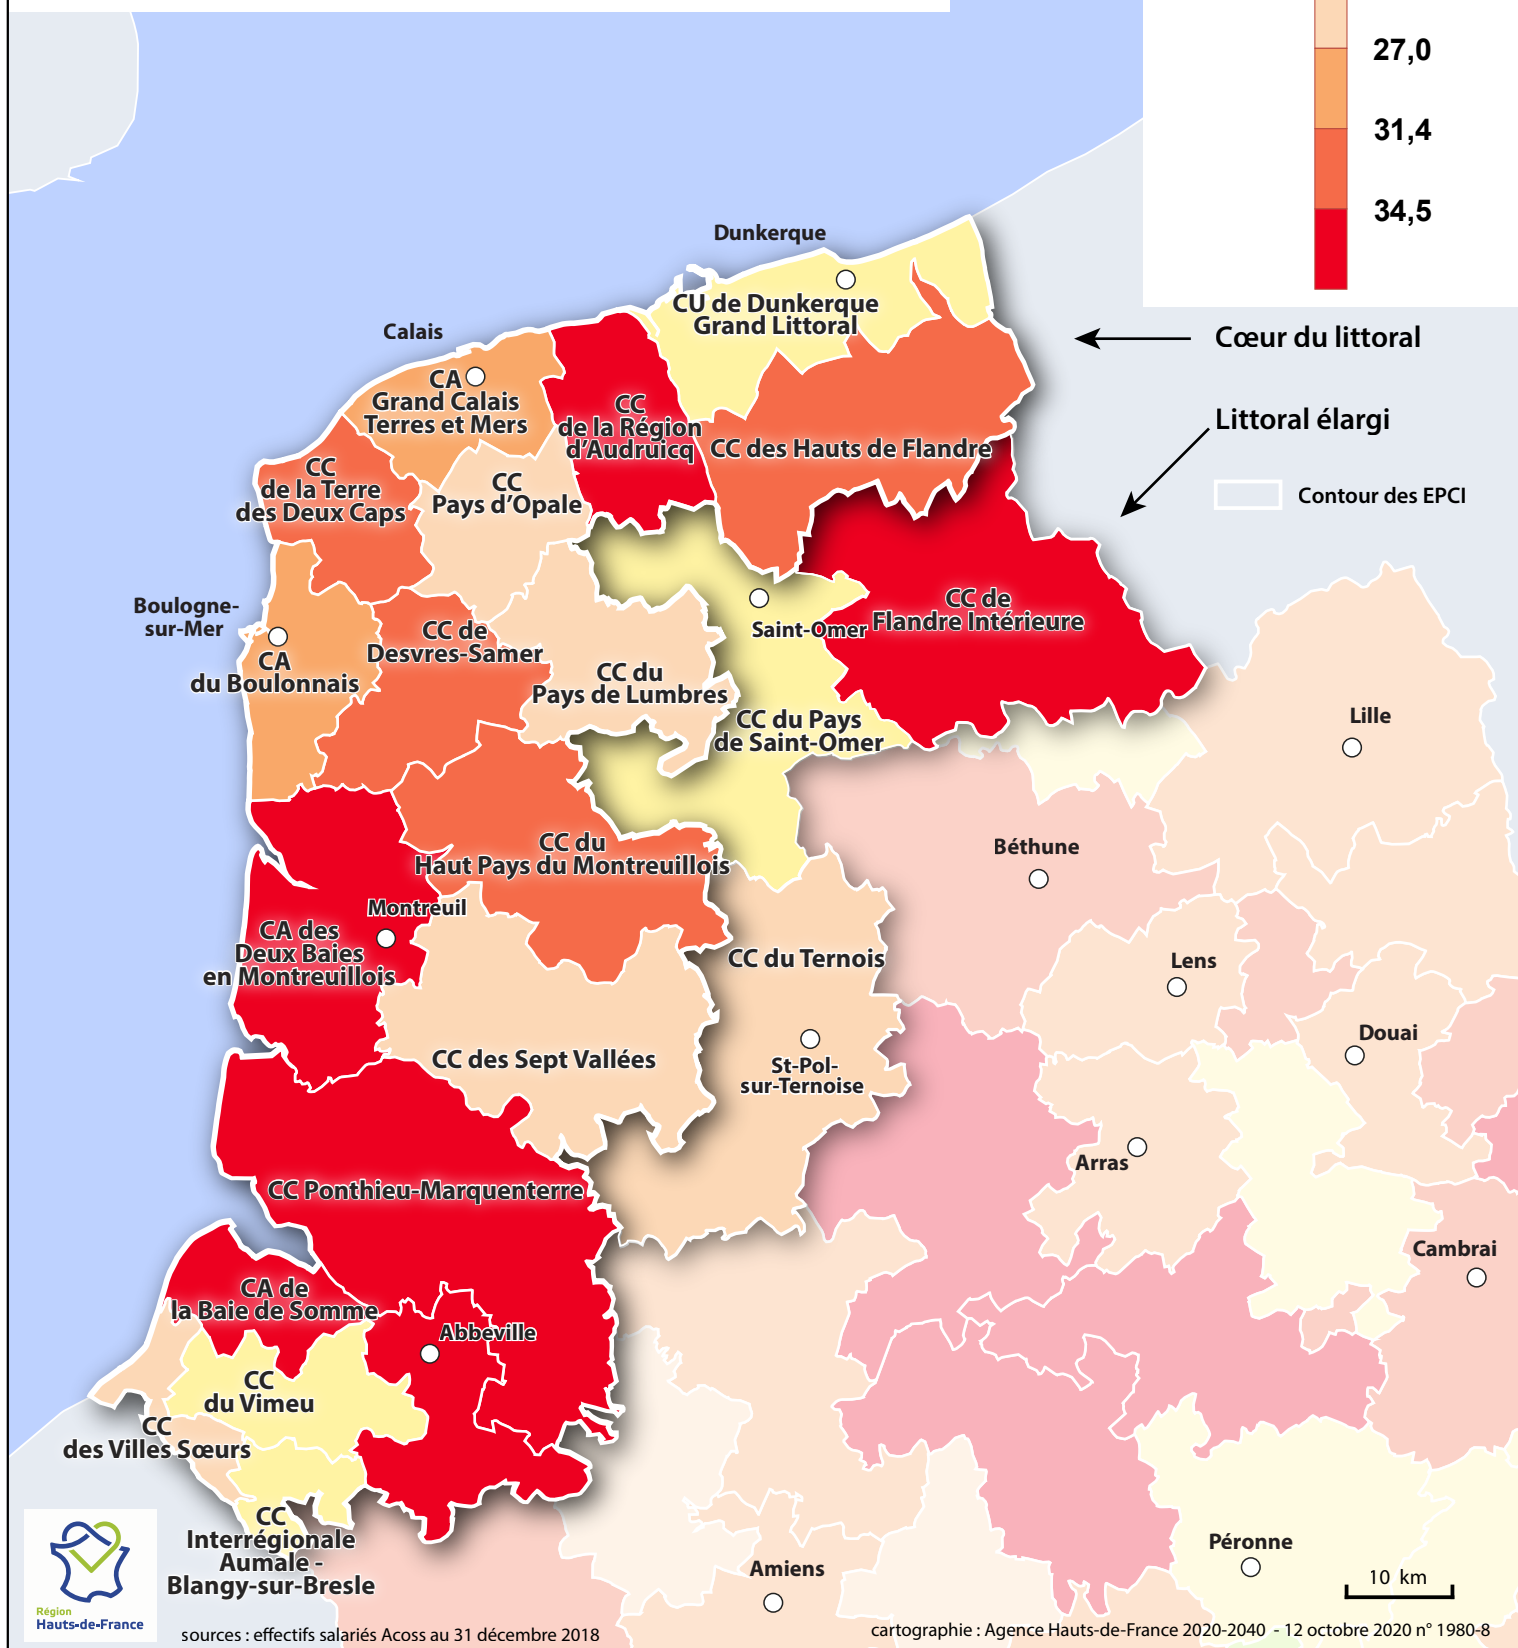 27,0
31,4
34,5
Cœur du littoral
Littoral élargi
Contour des EPCI
Dunkerque
CU de Dunkerque
Grand Littoral
Calais
CA
Grand Calais
Terres et Mers
CC
de la Région
d’Audruicq
CC des Hauts de Flandre
CC
de la Terre
des Deux Caps
CC
Pays d’Opale
Boulogne-
sur-Mer
CA
du Boulonnais
CC de
Desvres-Samer
CC du
Pays de Lumbres
Saint-Omer
CC de
Flandre Intérieure
CC du Pays
de Saint-Omer
Lille
CC du
Haut Pays du Montreuillois
Béthune
Montreuil
CA des
Deux Baies
en Montreuillois
CC du Ternois
Lens
Douai
CC des Sept Vallées
St-Pol-
sur-Ternoise
Arras
CC Ponthieu-Marquenterre
Cambrai
CA de
la Baie de Somme
Abbeville
CC
du Vimeu
CC
des Villes Sœurs
CC
Interrégionale
Aumale -
Blangy-sur-Bresle
Amiens
Péronne
10 km
Région
Hauts-de-France
sources : effectifs salariés Acoss au 31 décembre 2018
cartographie : Agence Hauts-de-France 2020-2040 - 12 octobre 2020 n° 1980-8